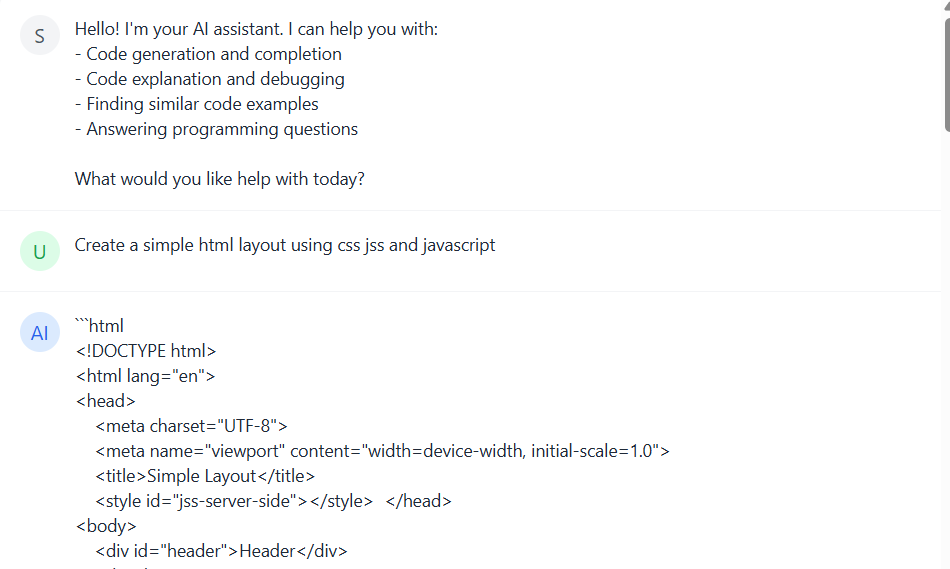 S
Hello! I'm your AI assistant. I can help you with:
- Code generation and completion
- Code explanation and debugging
- Finding similar code examples
- Answering programming questions
What would you like help with today?
U
Create a simple html layout using css jss and javascript
AI
```html
<!DOCTYPE html>
<html lang="en">
<head>
    <meta charset="UTF-8">
    <meta name="viewport" content="width=device-width, initial-scale=1.0">
    <title>Simple Layout</title>
    <style id="jss-server-side"></style>  </head>
<body>
    <div id="header">Header</div>